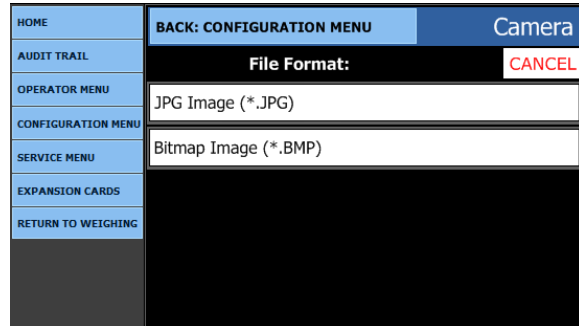 HOME
AUDIT TRAIL
OPERATOR MENU
CONFIGURATION MENU
SERVICE MENU
EXPANSION CARDS
RETURN TO WEIGHING
BACK: CONFIGURATION MENU
Camera
File Format:
CANCEL
JPG Image (*.JPG)
Bitmap Image (*.BMP)